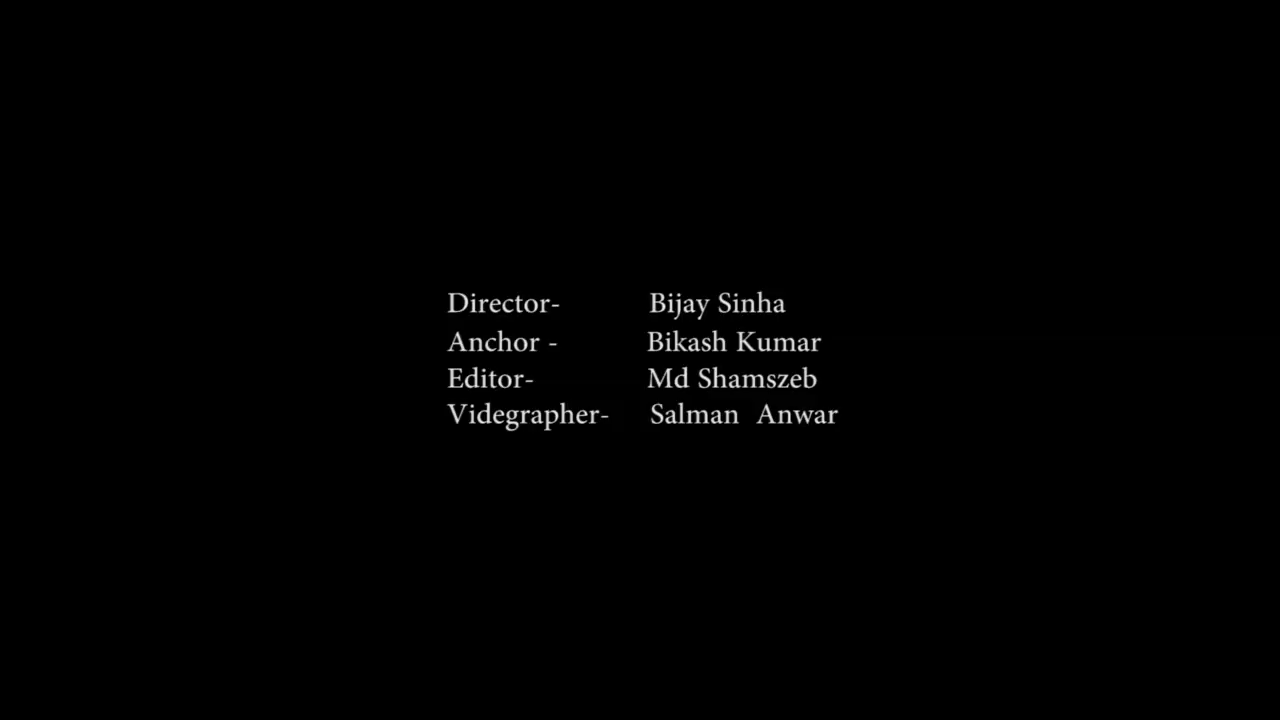 Director- Bijay Sinha
Anchor - Bikash Kumar
Editor- Md Shamszeb
Videgrapher- Salman Anwar